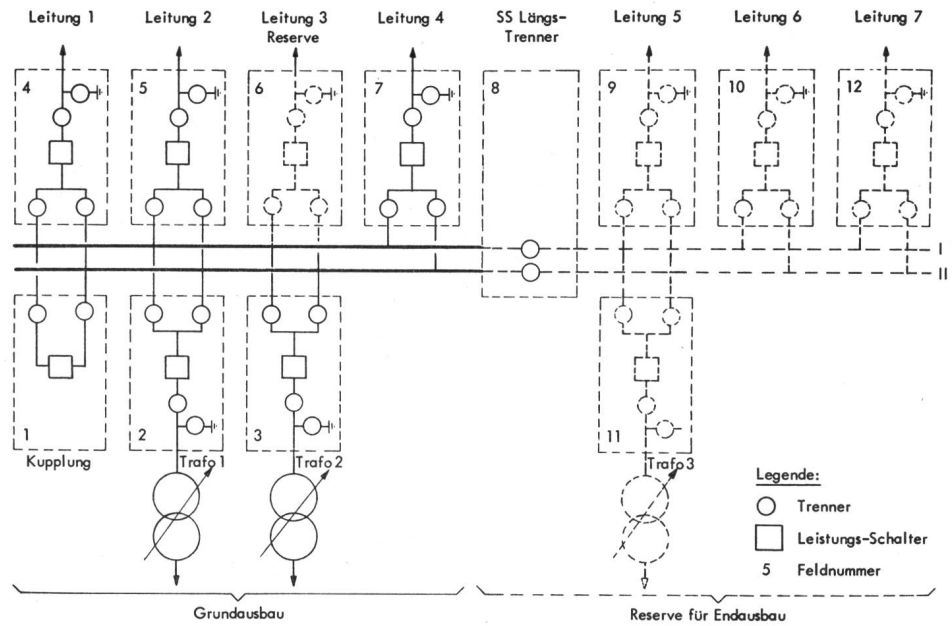 Leitung 1
Leitung 2
Leitung 3
Reserve
Leitung 4
SS Längs-
Trenner
Leitung 5
Leitung 6
Leitung 7
4
5
6
7
8
9
10
12
I
II
1
2
3
11
Kupplung
Trafo 1
Trafo 2
Trafo 3
Legende:
Trenner
Leistungs-Schalter
5 Feldnummer
Grundausbau
Reserve für Endausbau